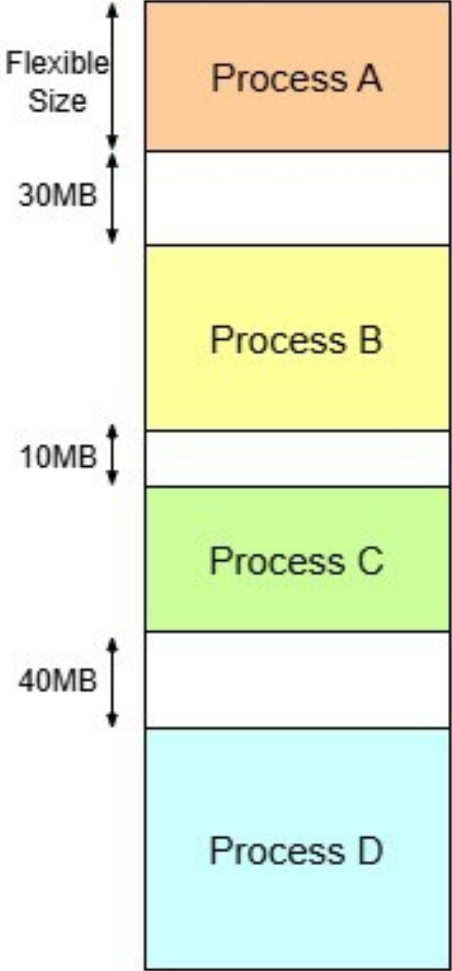 Flexible
Size
Process A
30MB
Process B
10MB
Process C
40MB
Process D